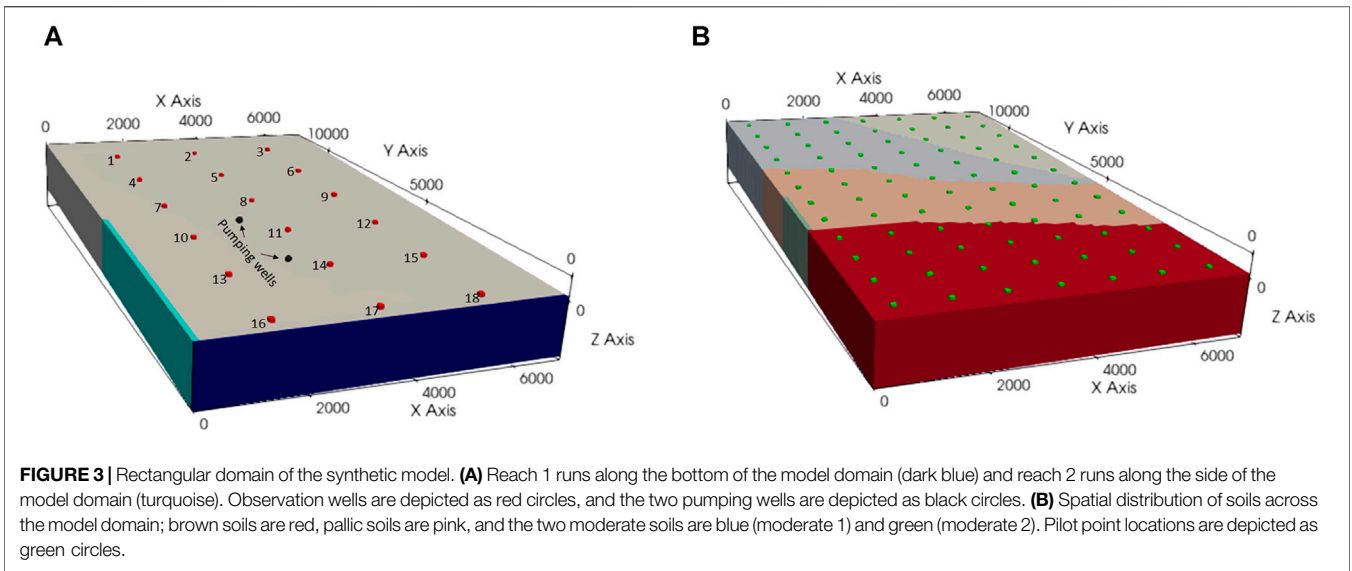 A
B
X Axis
0
2000
4000
6000
10000
Y Axis
5000
0
0
Z Axis
1
2
3
4
5
6
7
8
9
10
11
12
13
14
15
16
17
18
Pumping wells
0
2000
4000
6000
X Axis
X Axis
0
2000
4000
6000
10000
Y Axis
5000
0
0
Z Axis
0
2000
4000
6000
X Axis
FIGURE 3 | Rectangular domain of the synthetic model. (A) Reach 1 runs along the bottom of the model domain (dark blue) and reach 2 runs along the side of the
model domain (turquoise). Observation wells are depicted as red circles, and the two pumping wells are depicted as black circles. (B) Spatial distribution of soils across
the model domain; brown soils are red, pallic soils are pink, and the two moderate soils are blue (moderate 1) and green (moderate 2). Pilot point locations are depicted as
green circles.